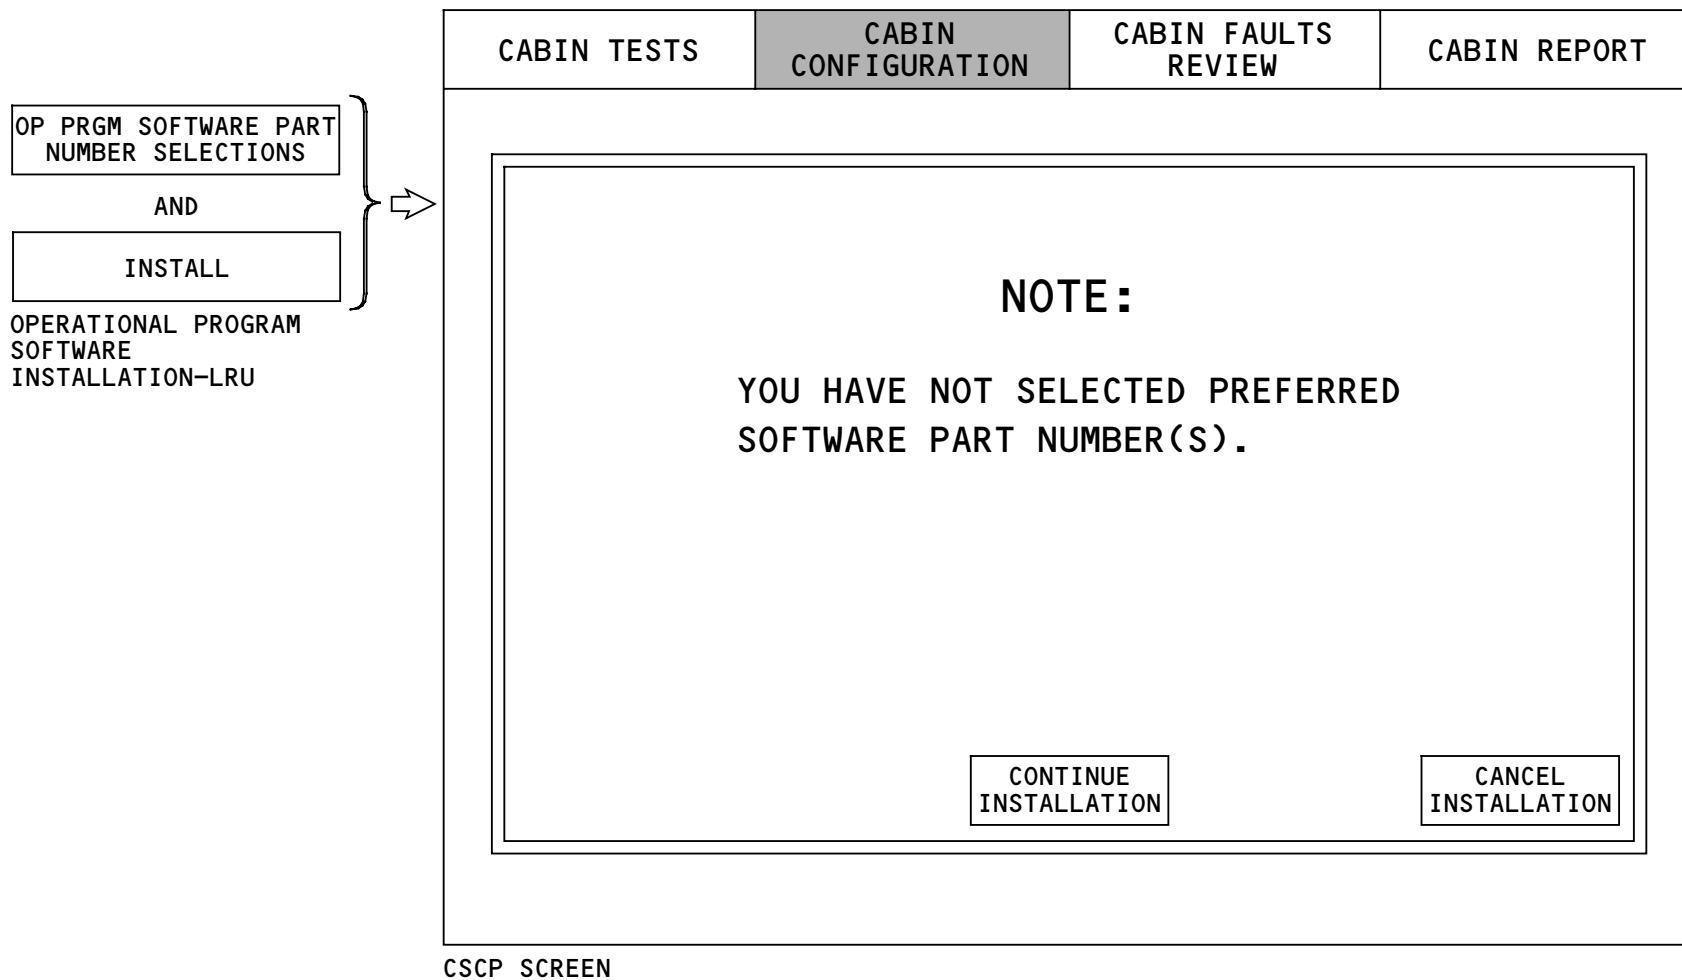 CABIN TESTS
CABIN
CONFIGURATION
CABIN FAULTS
REVIEW
CABIN REPORT
OP PRGM SOFTWARE PART
NUMBER SELECTIONS
AND
INSTALL
OPERATIONAL PROGRAM
SOFTWARE
INSTALLATION-LRU
NOTE:
YOU HAVE NOT SELECTED PREFERRED
SOFTWARE PART NUMBER(S).
CONTINUE
INSTALLATION
CANCEL
INSTALLATION
CSCP SCREEN